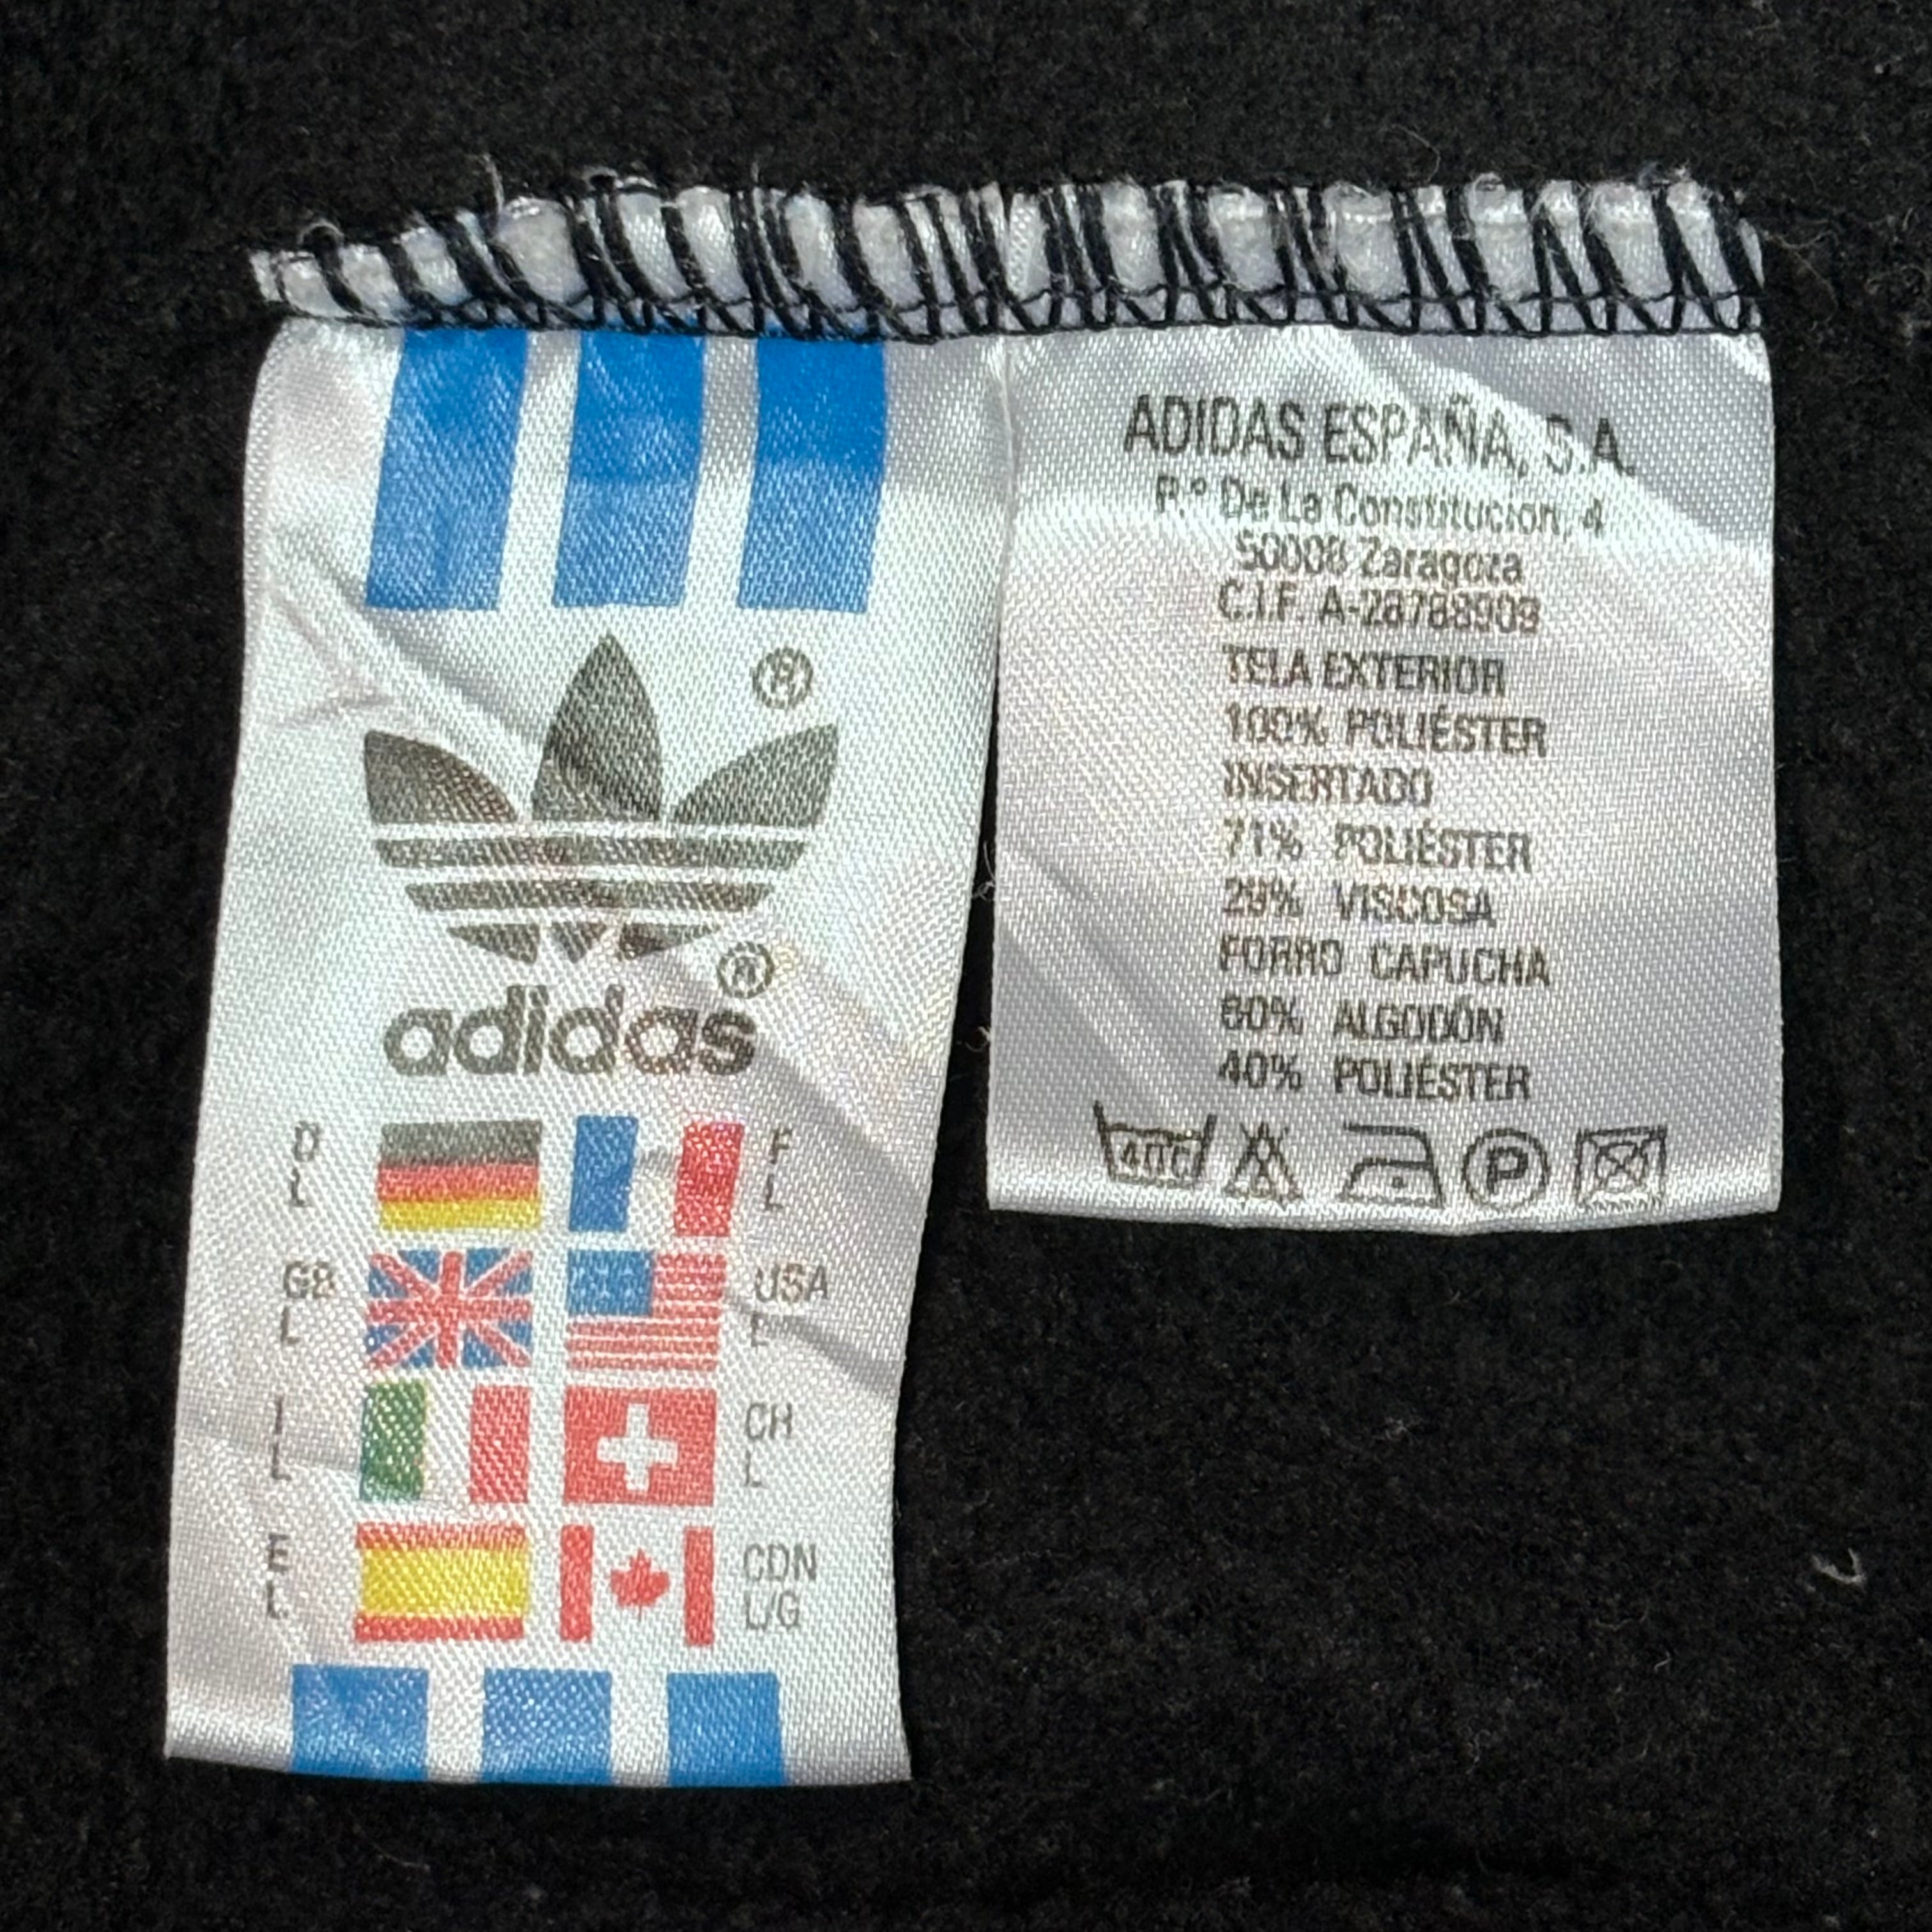 ®
®
adidas
D
L
F
L
GB
L
USA
L
I
L
CH
L
E
L
CDN
L/G
ADIDAS ESPAÑA, S.A.
P.º De La Constitucion, 4
50008 Zaragoza
C.I.F. A-28788909
TELA EXTERIOR
100% POLIÉSTER
INSERTADO
71% POLIÉSTER
29% VISCOSA
FORRO CAPUCHA
60% ALGODÓN
40% POLIÉSTER
40°C P